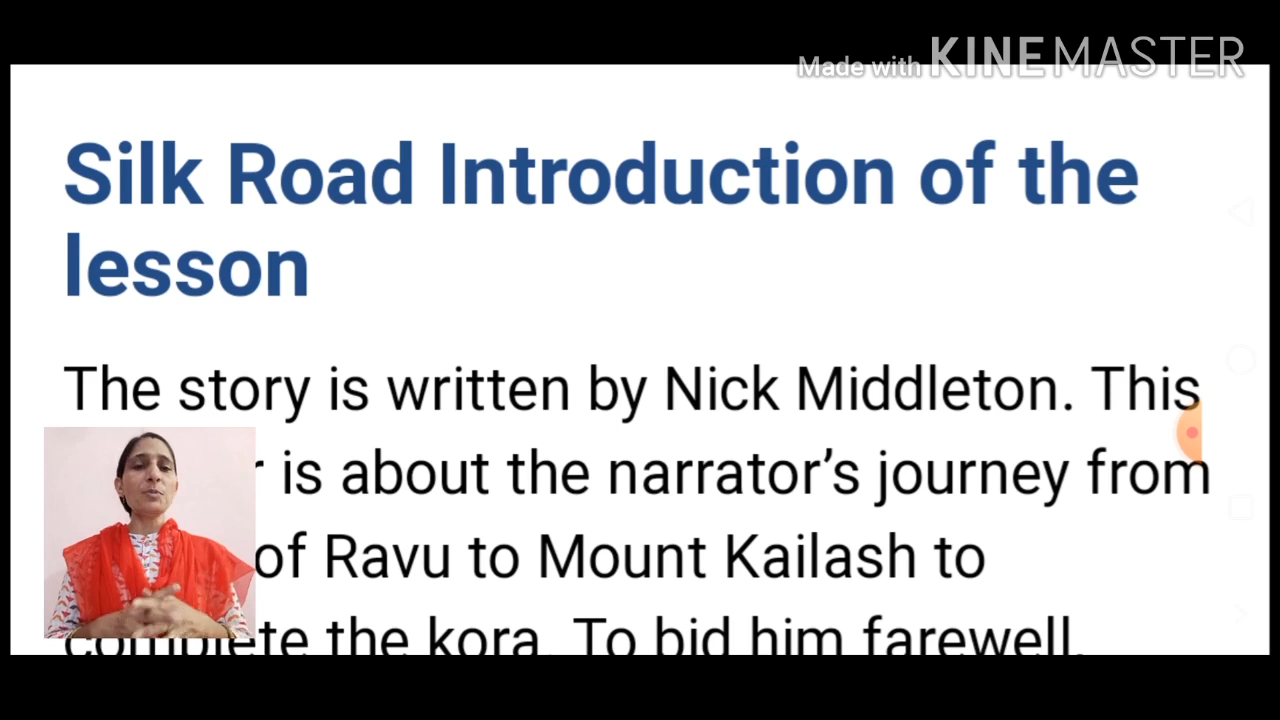 Made with KINEMASTER
Silk Road Introduction of the
lesson
The story is written by Nick Middleton. This
is about the narrator’s journey from
of Ravu to Mount Kailash to
complete the kora. To bid him farewell,